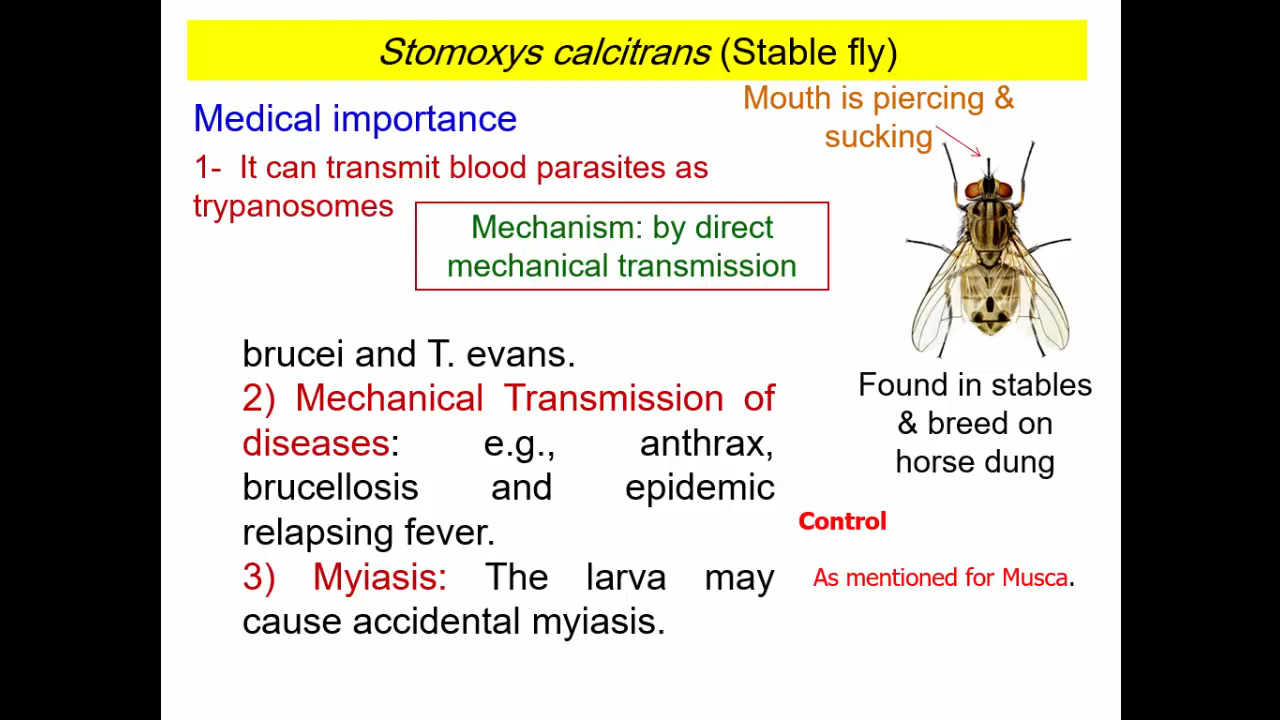 Stomoxys calcitrans (Stable fly)
Medical importance
1- It can transmit blood parasites as
trypanosomes
Mechanism: by direct
mechanical transmission
brucei and T. evans.
2) Mechanical Transmission of
diseases: e.g., anthrax,
brucellosis and epidemic
relapsing fever.
3) Myiasis: The larva may
cause accidental myiasis.
Mouth is piercing &
sucking
Found in stables
& breed on
horse dung
Control
As mentioned for Musca.